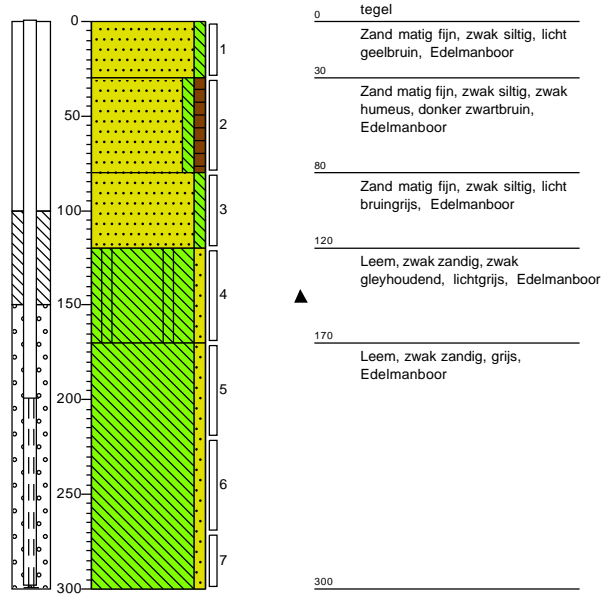 0
50
100
150
200
250
300
1
2
3
4
5
6
7
0
tegel
Zand matig fijn, zwak siltig, licht
geelbruin, Edelmanboor
30
Zand matig fijn, zwak siltig, zwak
humeus, donker zwartbruin,
Edelmanboor
80
Zand matig fijn, zwak siltig, licht
bruingrijs, Edelmanboor
120
Leem, zwak zandig, zwak
gleyhoudend, lichtgrijs, Edelmanboor
170
Leem, zwak zandig, grijs,
Edelmanboor
300